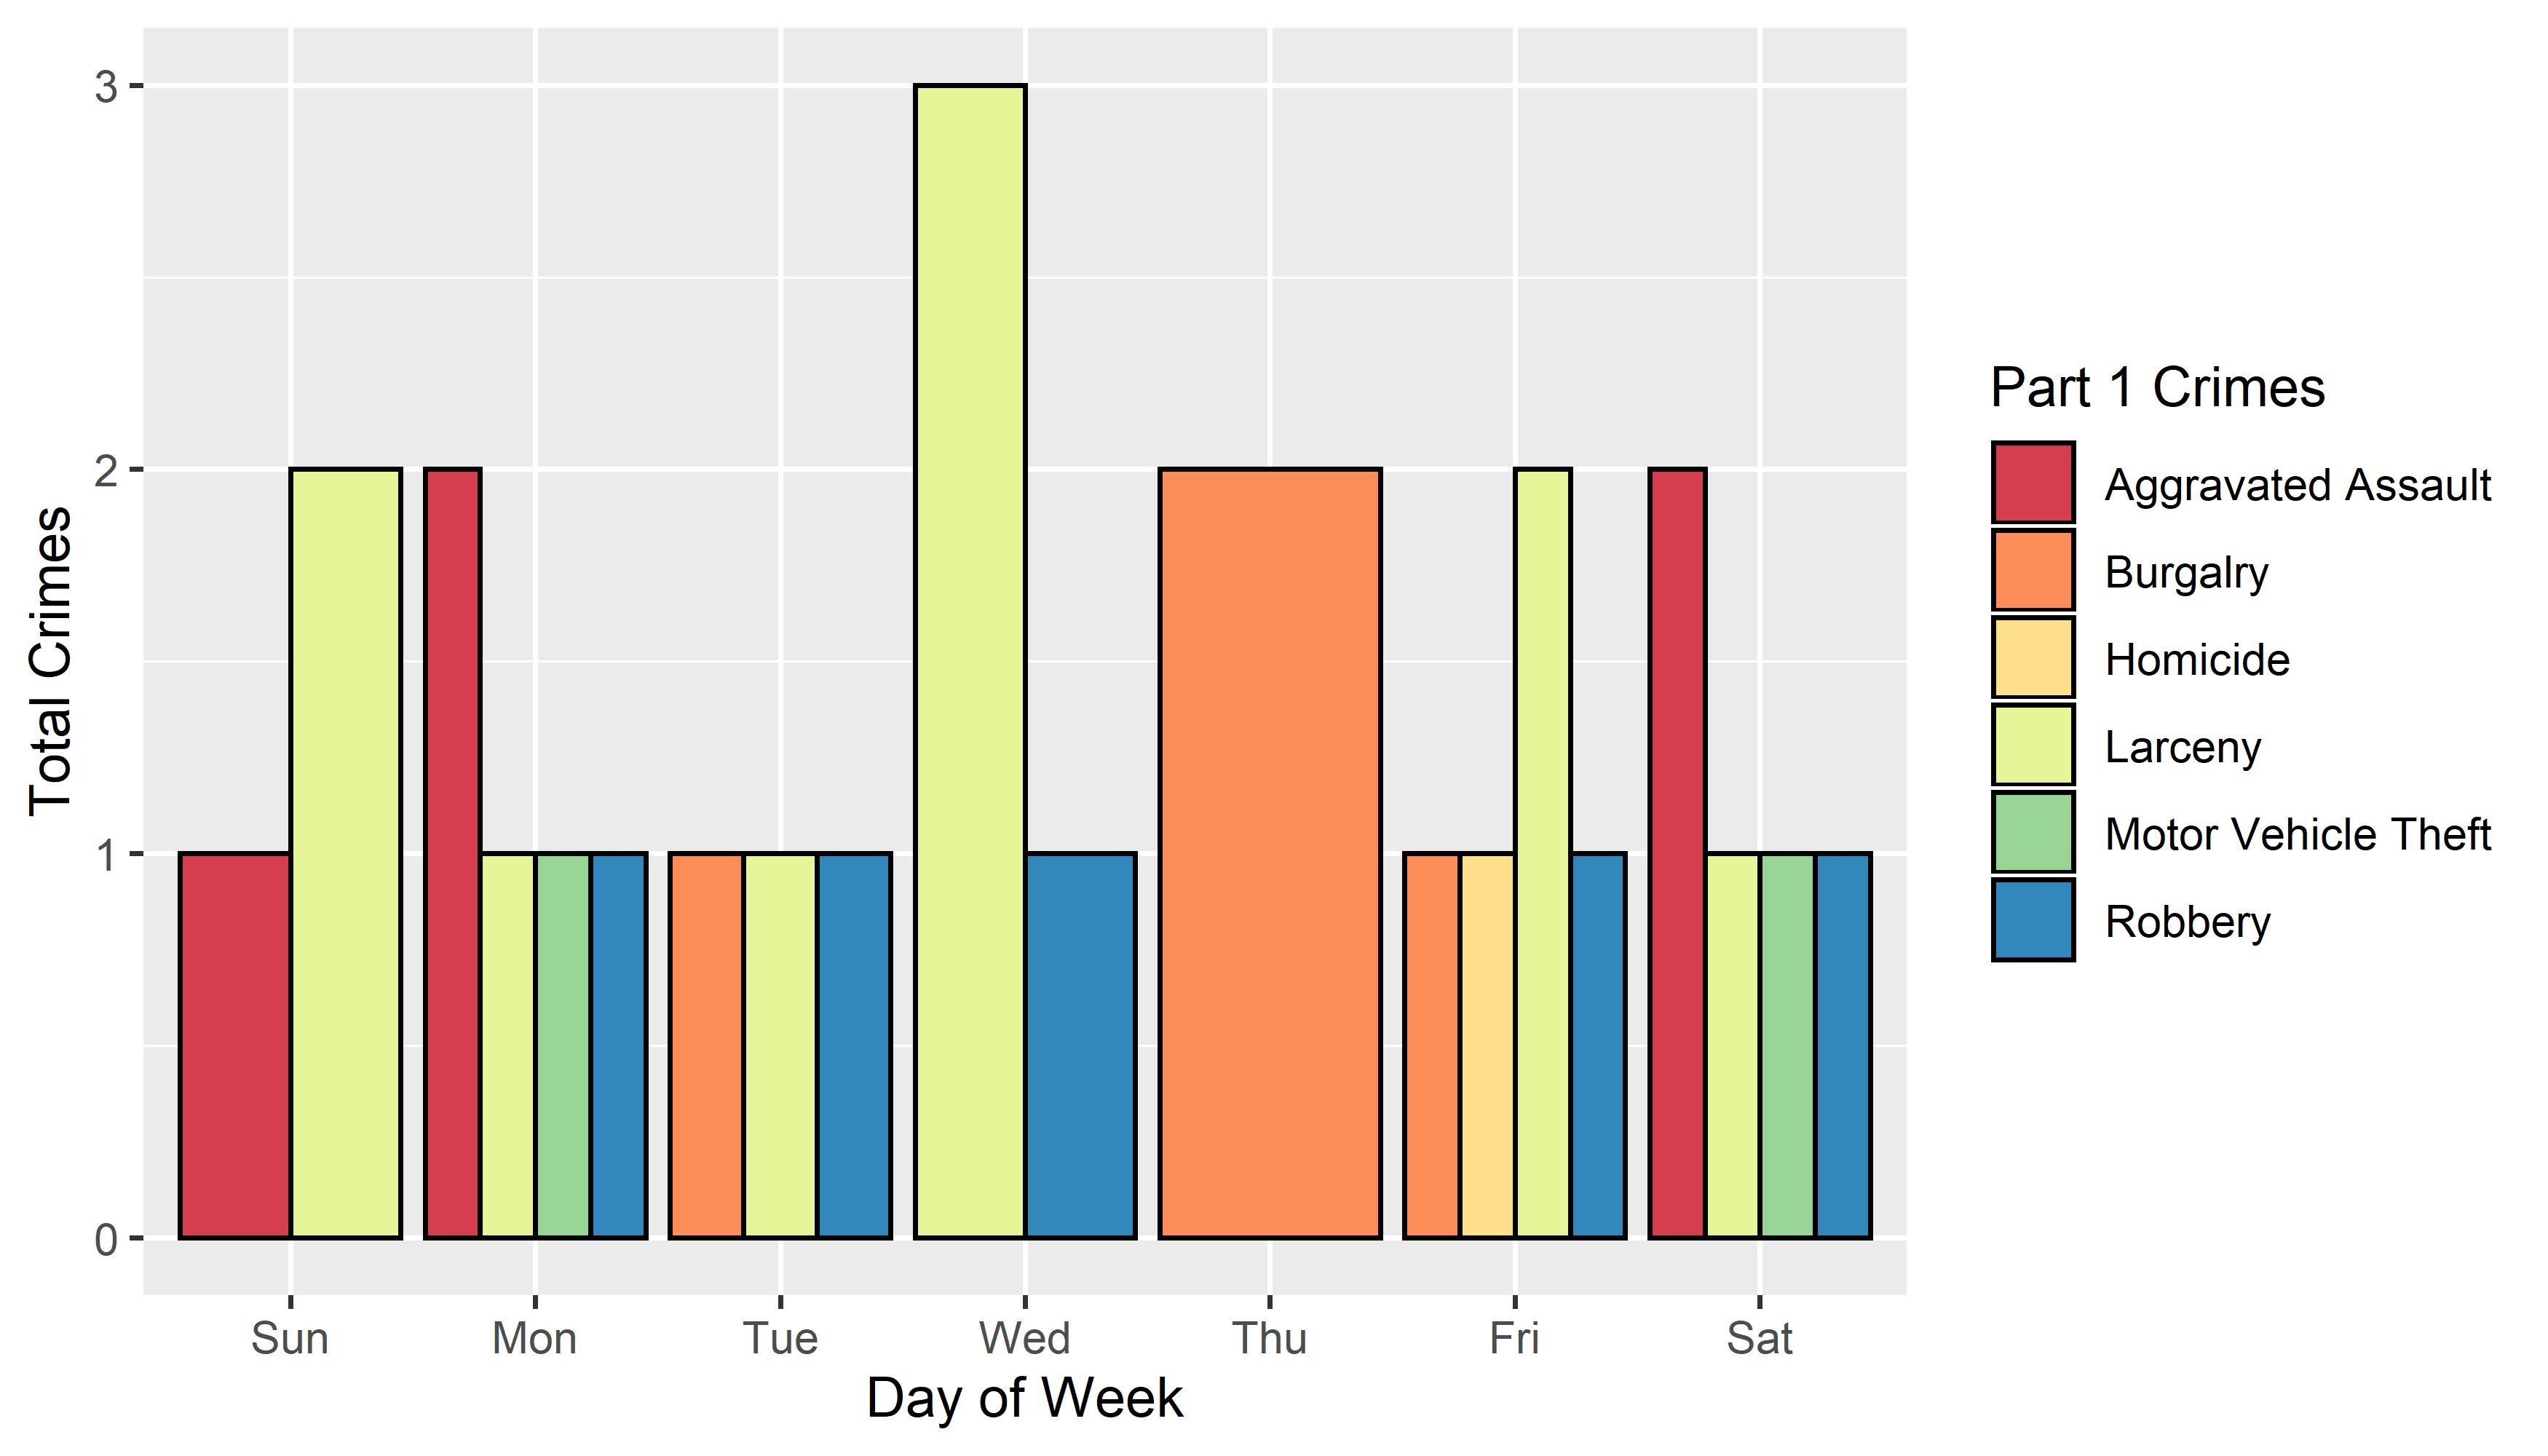 Total Crimes
3
2
1
0
Sun Mon Tue Wed Thu Fri Sat
Day of Week
Part 1 Crimes
Aggravated Assault
Burgalry
Homicide
Larceny
Motor Vehicle Theft
Robbery